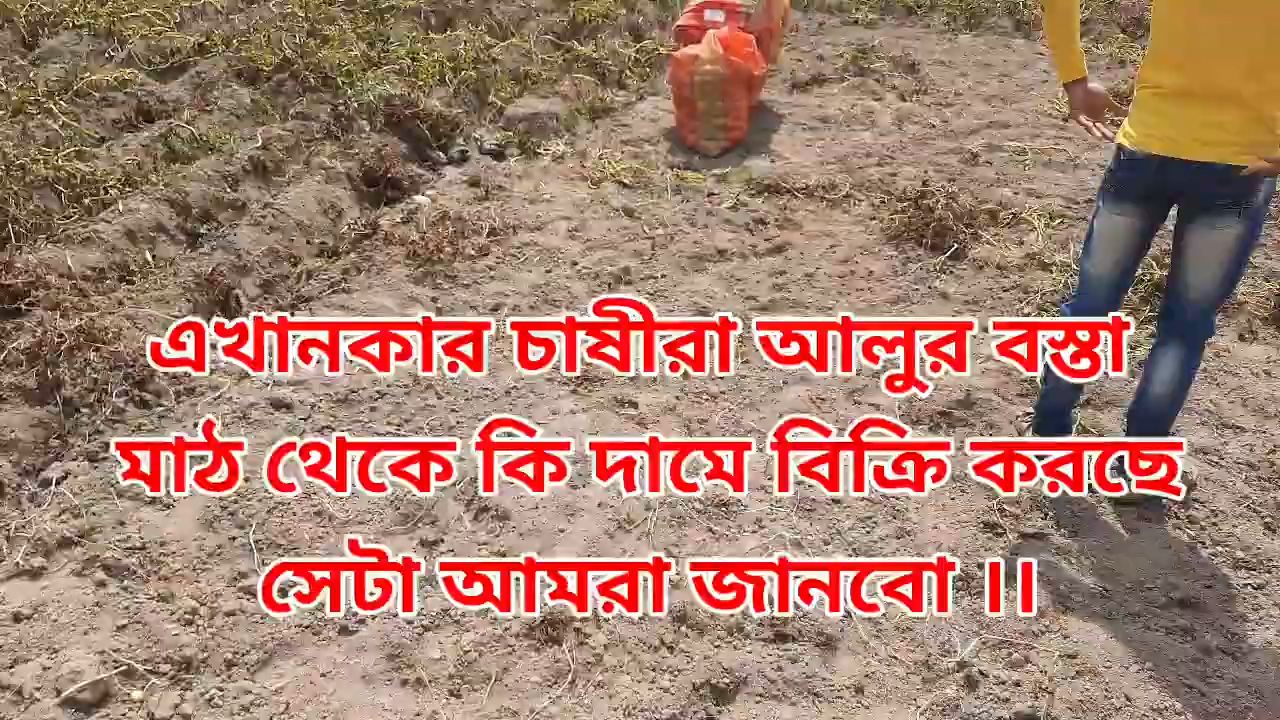 এখানকার চাষীরা আলুর বস্তা
মাঠ থেকে কি দামে বিক্রি করছে
সেটা আমরা জানবো ।।